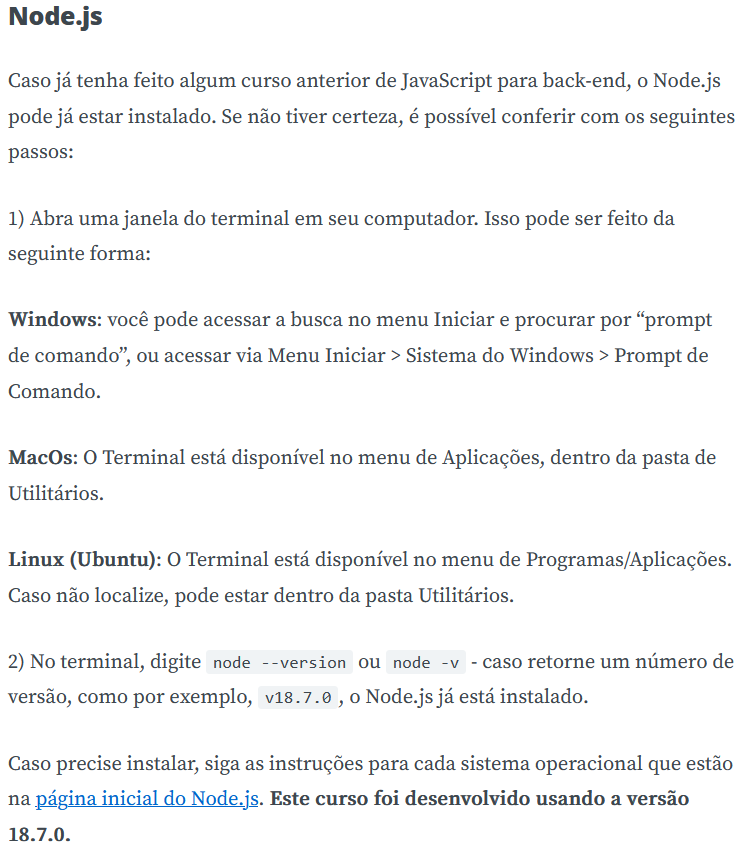 Node.js
Caso já tenha feito algum curso anterior de JavaScript para back-end, o Node.js
pode já estar instalado. Se não tiver certeza, é possível conferir com os seguintes
passos:
1) Abra uma janela do terminal em seu computador. Isso pode ser feito da
seguinte forma:
Windows: você pode acessar a busca no menu Iniciar e procurar por “prompt
de comando”, ou acessar via Menu Iniciar > Sistema do Windows > Prompt de
Comando.
MacOs: O Terminal está disponível no menu de Aplicações, dentro da pasta de
Utilitários.
Linux (Ubuntu): O Terminal está disponível no menu de Programas/Aplicações.
Caso não localize, pode estar dentro da pasta Utilitários.
2) No terminal, digite node --version ou node -v - caso retorne um número de
versão, como por exemplo, v18.7.0, o Node.js já está instalado.
Caso precise instalar, siga as instruções para cada sistema operacional que estão
na página inicial do Node.js. Este curso foi desenvolvido usando a versão
18.7.0.